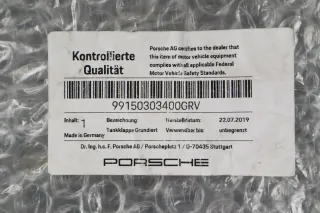 Kontrollierte
Qualität
Porsche AG certifies to the dealer that
this item of motor vehicle equipment
complies with all applicable Federal
Motor Vehicle Safety Standards.
99150303400GRV
Inhalt: 1 Bezeichnung: Herstelldatum: 22.07.2019
Tankklappe Grundiert Verwendbar bis: unbegrenzt
Made in Germany
Dr. Ing. h.c. F. Porsche AG / Porscheplatz 1 / D-70435 Stuttgart
PORSCHE